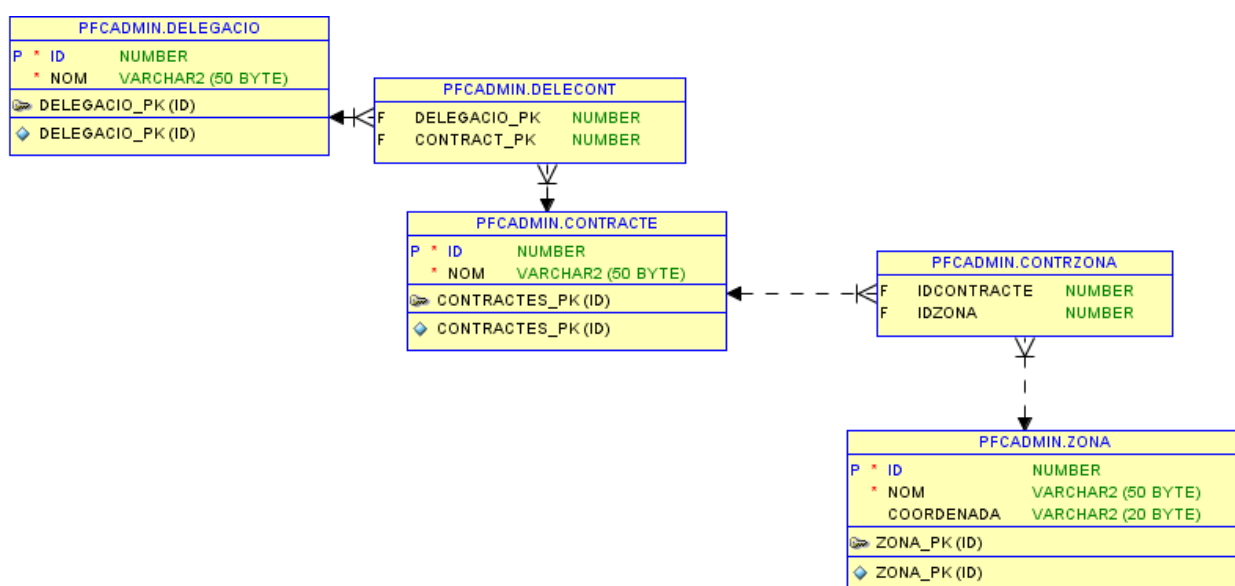 PFCADMIN.DELEGACIO
P * ID NUMBER
* NOM VARCHAR2 (50 BYTE)
DELEGACIO_PK (ID)
DELEGACIO_PK (ID)
PFCADMIN.DELECONT
F DELEGACIO_PK NUMBER
F CONTRACT_PK NUMBER
PFCADMIN.CONTRACTE
P * ID NUMBER
* NOM VARCHAR2 (50 BYTE)
CONTRACTES_PK (ID)
CONTRACTES_PK (ID)
PFCADMIN.CONTRZONA
F IDCONTRACTE NUMBER
F IDZONA NUMBER
PFCADMIN.ZONA
P * ID NUMBER
* NOM VARCHAR2 (50 BYTE)
COORDENADA VARCHAR2 (20 BYTE)
ZONA_PK (ID)
ZONA_PK (ID)